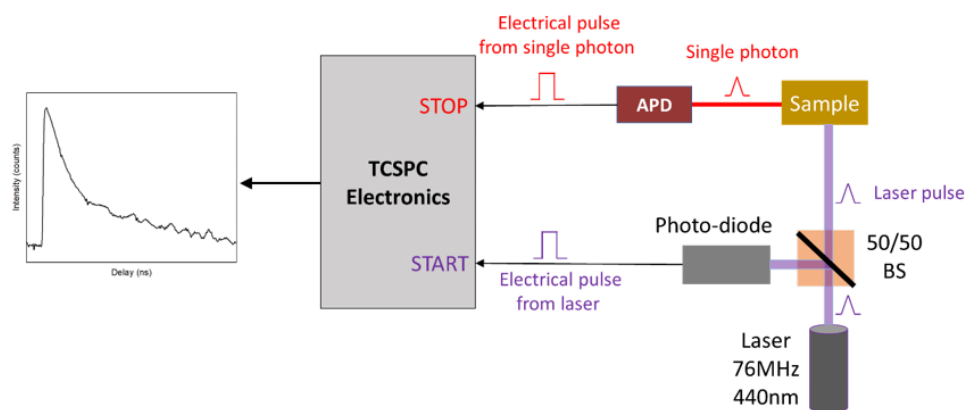 Electrical pulse
from single photon
Single photon
STOP
APD
Sample
Intensity (counts)
TCSPC
Electronics
Laser pulse
Photo-diode
50/50
BS
START
Delay (ns)
Electrical pulse
from laser
Laser
76MHz
440nm